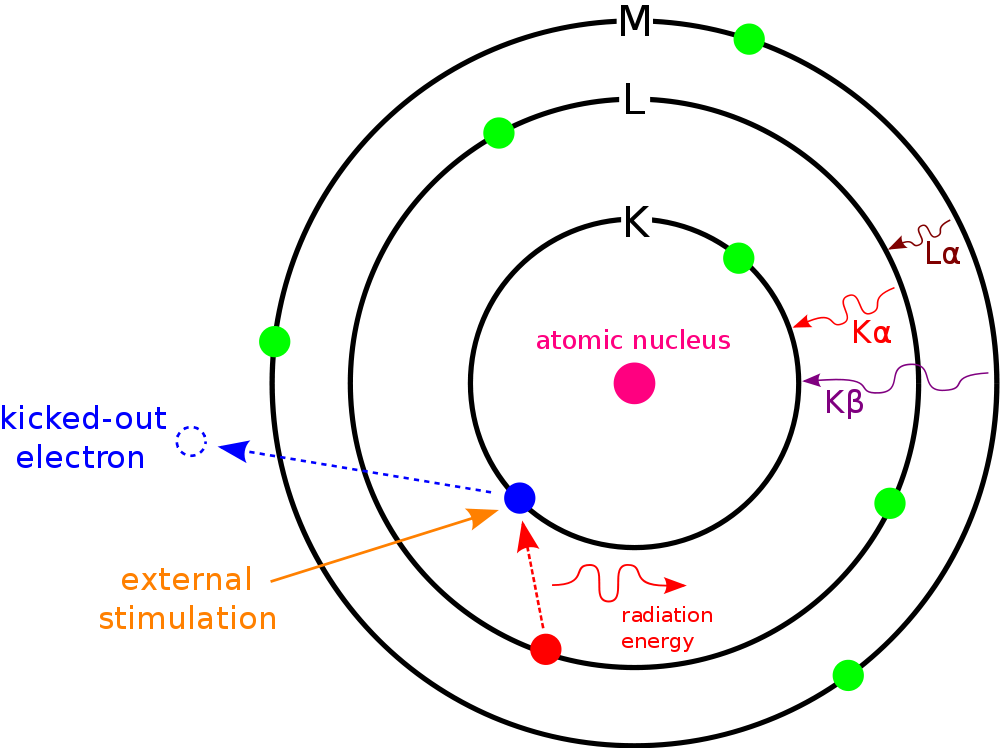 M
L
K
Lα
Kα
atomic nucleus
Kβ
kicked-out
electron
external
stimulation
radiation
energy